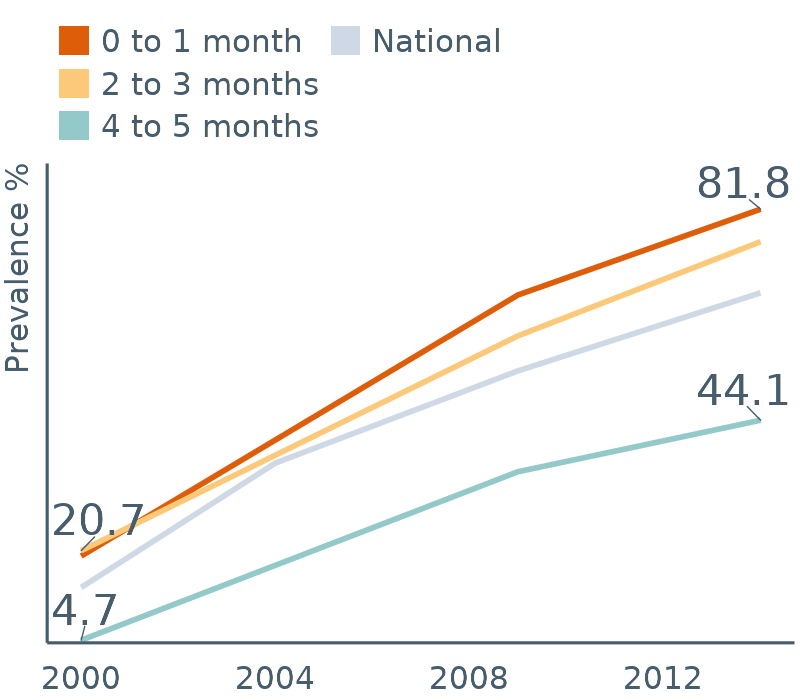 0 to 1 month
National
2 to 3 months
4 to 5 months
Prevalence %
81.8
44.1
20.7
4.7
2000 2004 2008 2012